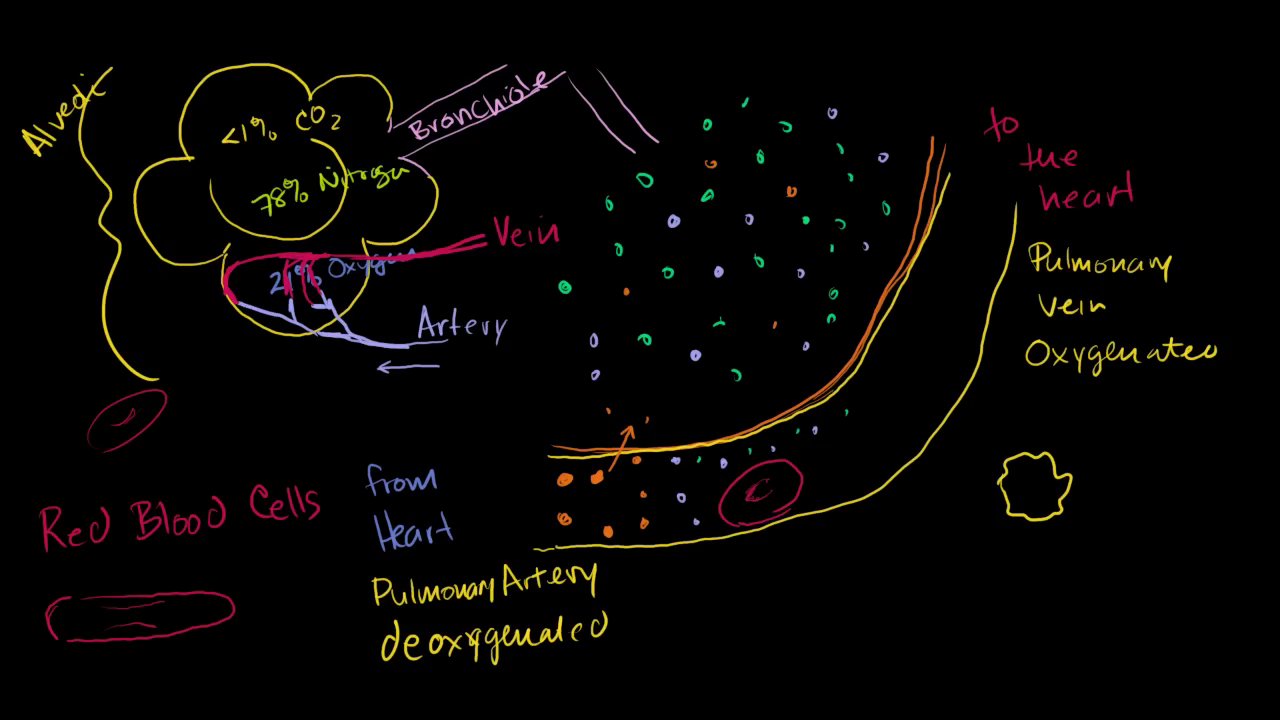 Alveoli
<1% CO2
78% Nitrogen
21% Oxygen
Bronchiole
Vein
Artery
to
the
heart
Pulmonary
vein
Oxygenated
Red Blood Cells
from
Heart
Pulmonary Artery
deoxygenated